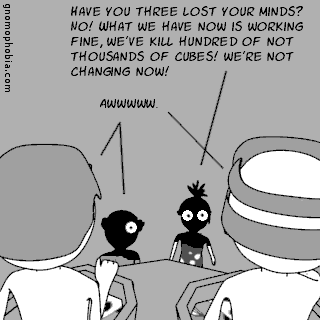 HAVE YOU THREE LOST YOUR MINDS?
NO! WHAT WE HAVE NOW IS WORKING
FINE, WE'VE KILL HUNDRED OF NOT
THOUSANDS OF CUBES! WE'RE NOT
CHANGING NOW!
AWWWWW.
gnomophobia.com